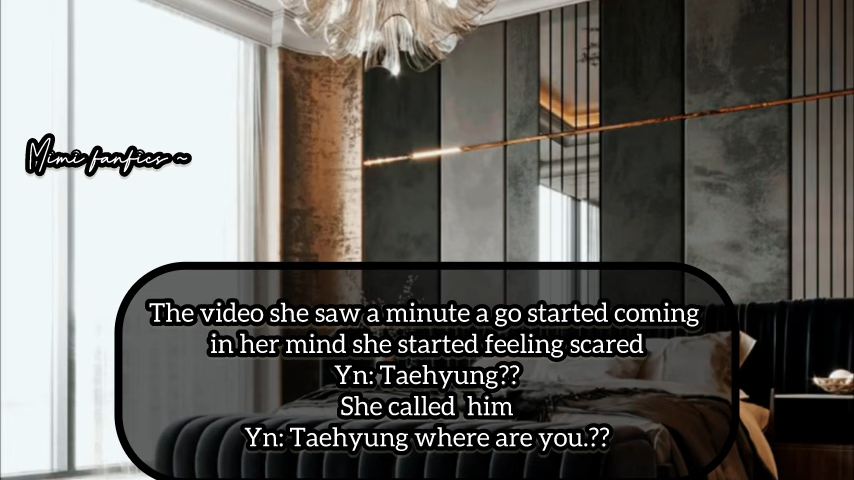 Mimi fanfics ~
The video she saw a minute a go started coming
in her mind she started feeling scared
Yn: Taehyung??
She called him
Yn: Taehyung where are you.??